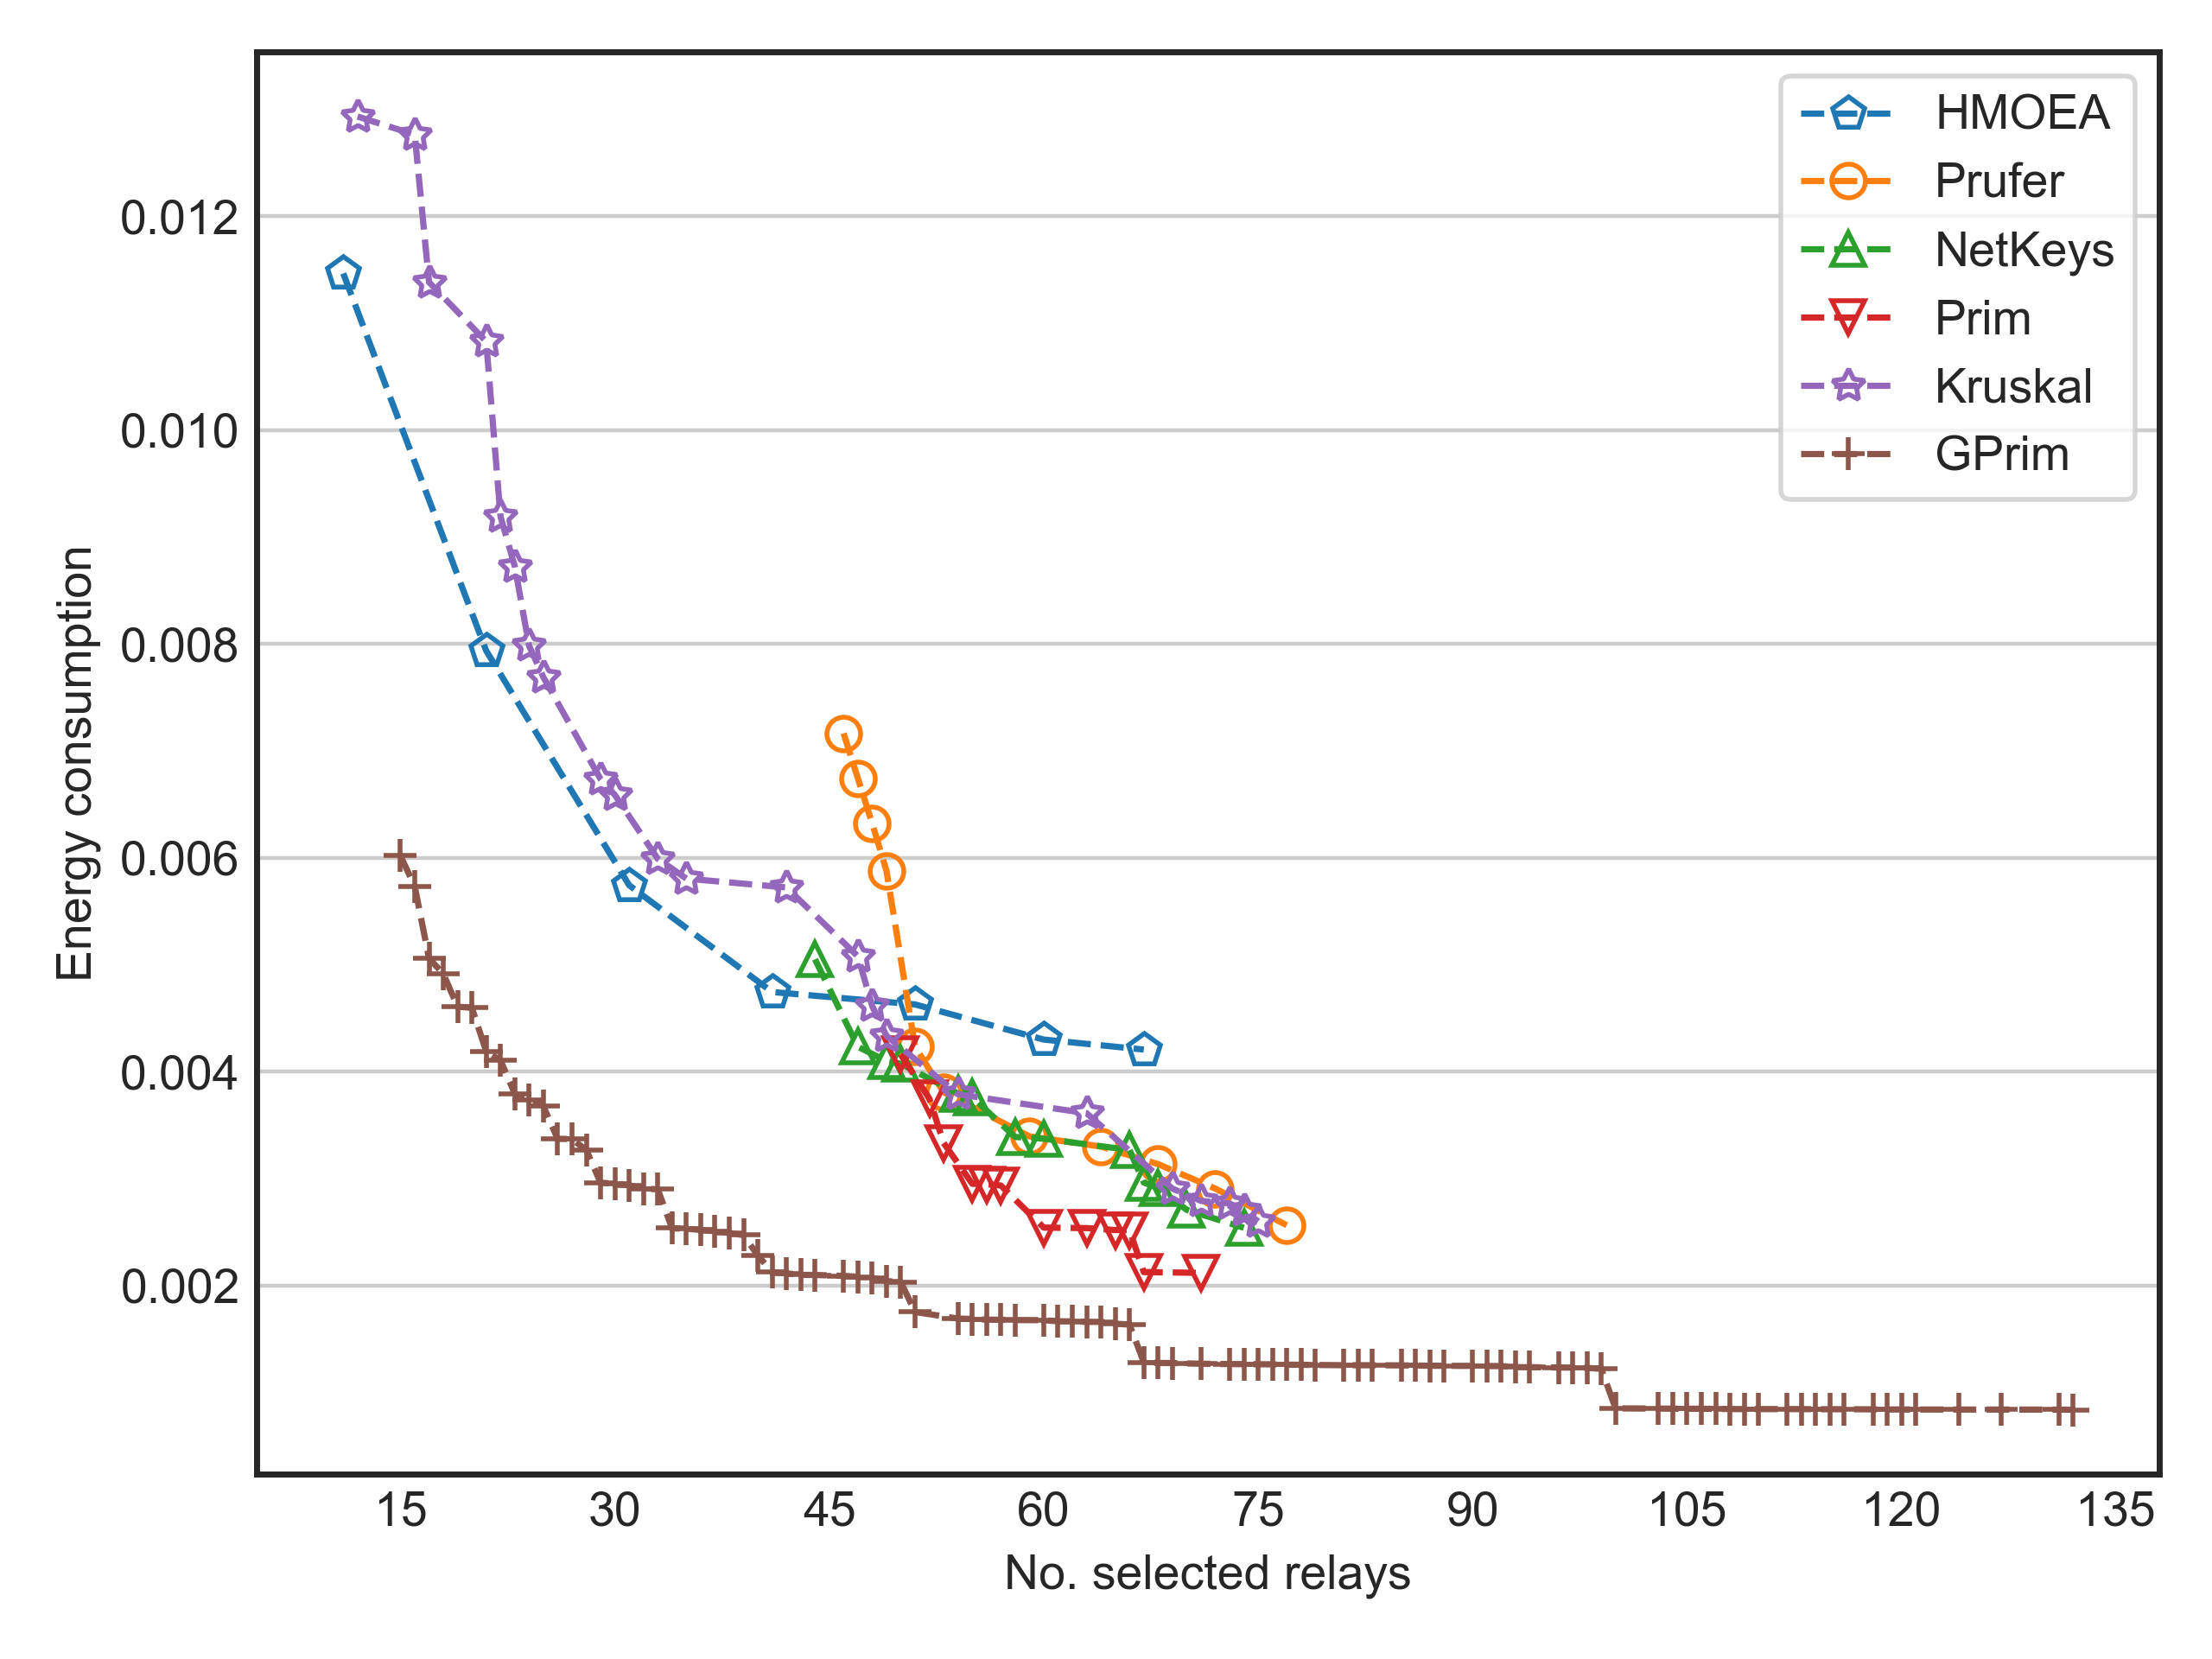 HMOEA
Prufer
NetKeys
Prim
Kruskal
GPrim
Energy consumption
0.012
0.010
0.008
0.006
0.004
0.002
15 30 45 60 75 90 105 120 135
No. selected relays